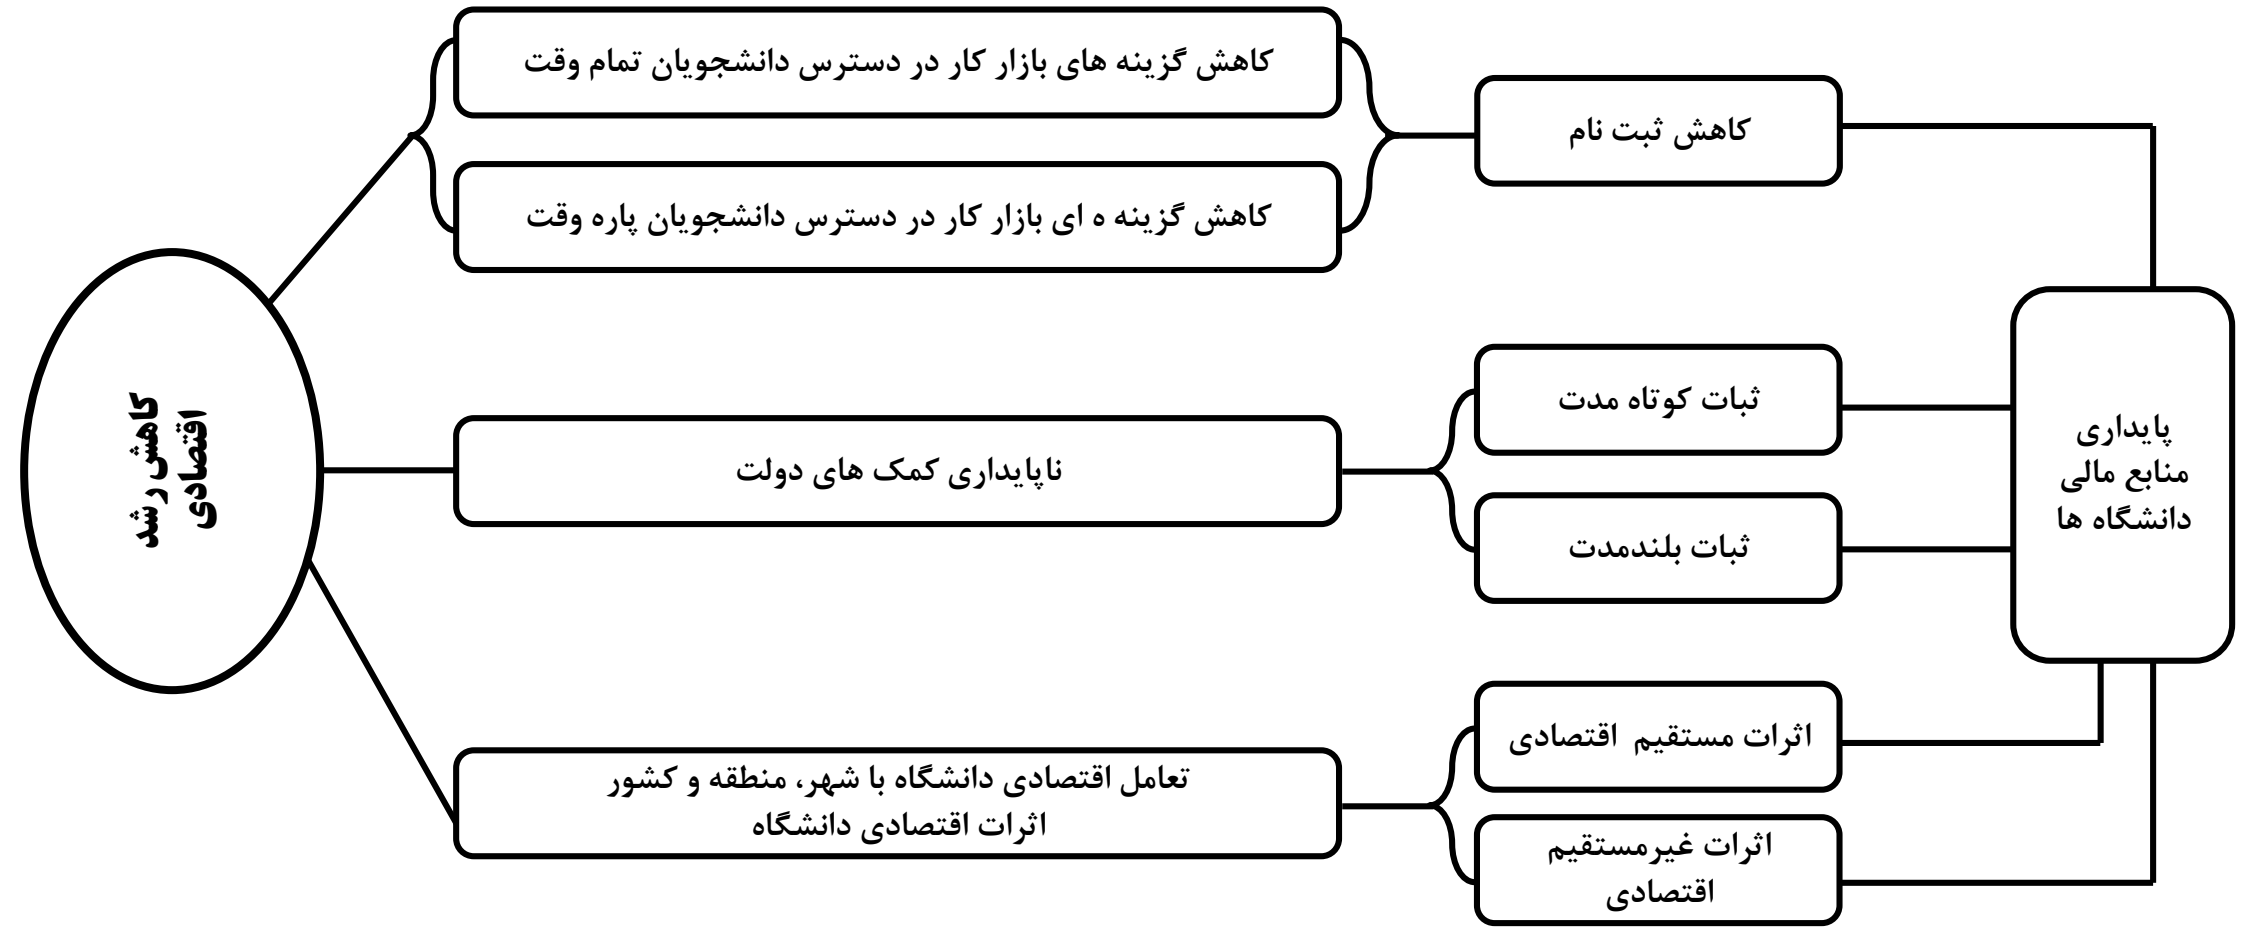 کاهش گزینه های بازار کار در دسترس دانشجویان تمام وقت
کاهش ثبت نام
کاهش گزینه ه ای بازار کار در دسترس دانشجویان پاره وقت
کاهش رشد
اقتصادی
ثبات کوتاه مدت
ناپایداری کمک های دولت
ثبات بلندمدت
پایداری
منابع مالی
دانشگاه ها
اثرات مستقیم اقتصادی
تعامل اقتصادی دانشگاه با شهر، منطقه و کشور
اثرات اقتصادی دانشگاه
اثرات غیرمستقیم
اقتصادی